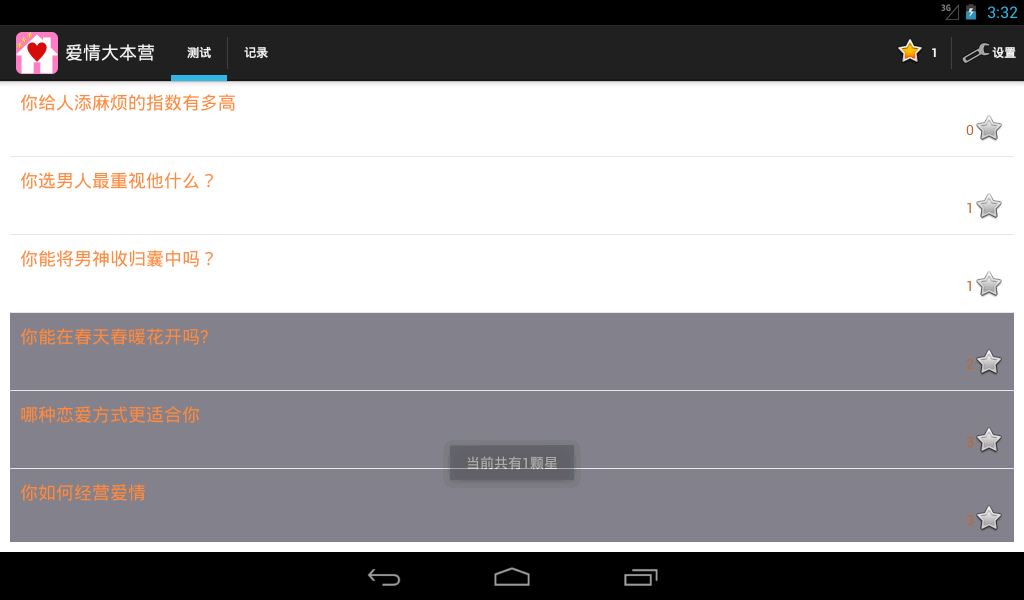 3G
3:32
爱情大本营
测试
记录
1
设置
你给人添麻烦的指数有多高
0
你选男人最重视他什么？
1
你能将男神收归囊中吗？
1
你能在春天春暖花开吗?
2
哪种恋爱方式更适合你
3
当前共有1颗星
你如何经营爱情
3